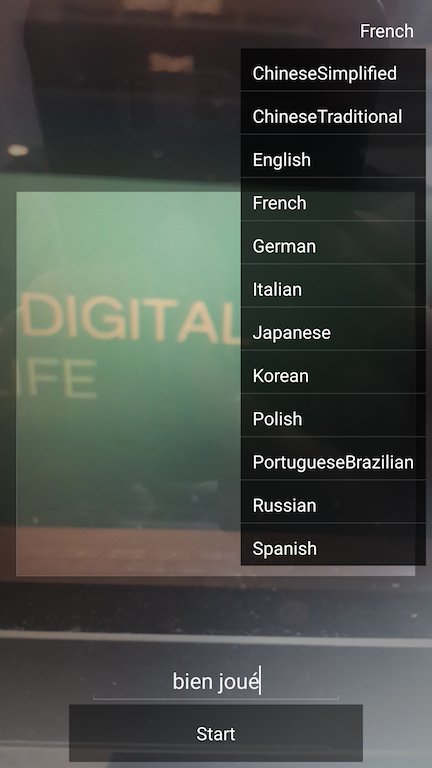 French
ChineseSimplified
ChineseTraditional
English
French
German
Italian
Japanese
Korean
Polish
PortugueseBrazilian
Russian
Spanish
DIGITAL
IFE
bien joué
Start